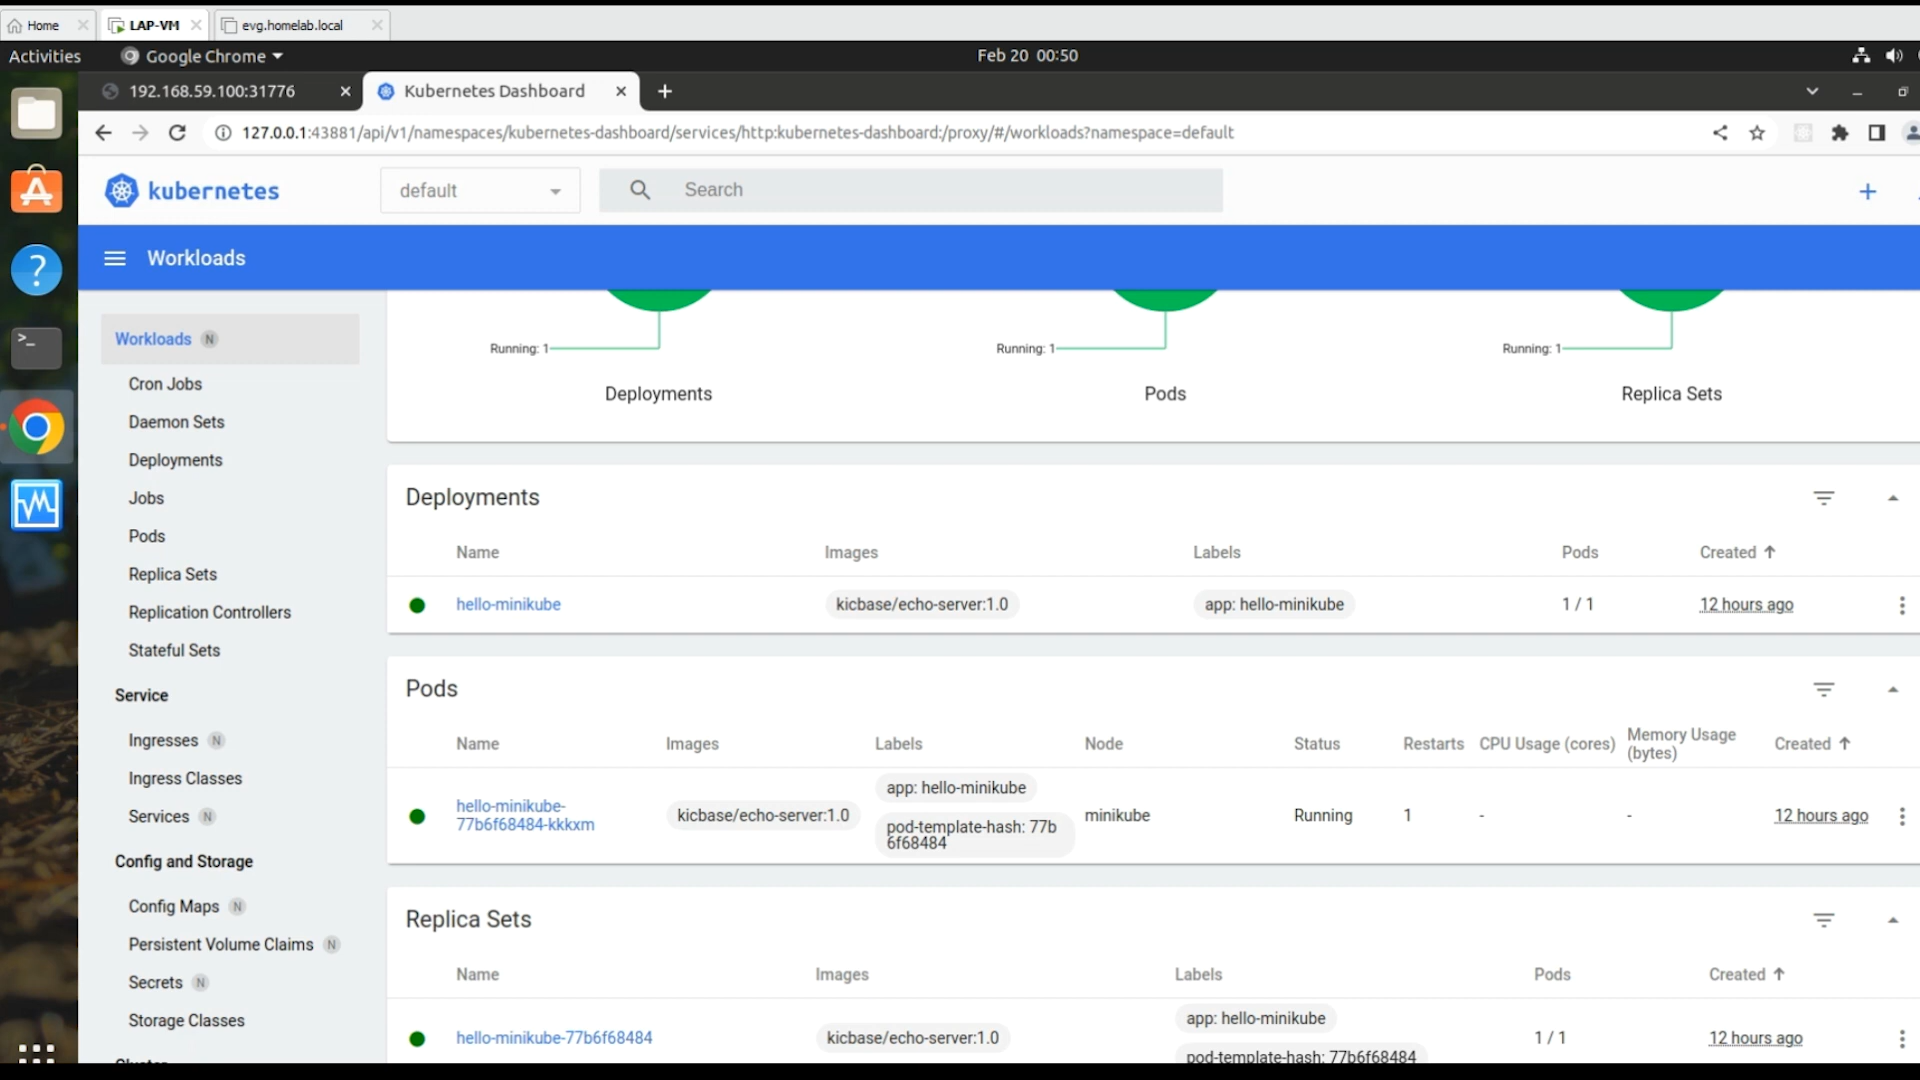 Home
LAP-VM
evg.homelab.local
Activities
Google Chrome
Feb 20 00:50
192.168.59.100:31776
Kubernetes Dashboard
127.0.0.1:43881/api/v1/namespaces/kubernetes-dashboard/services/http:kubernetes-dashboard:/proxy/#/workloads?namespace=default
kubernetes
default
Search
Workloads
Workloads N
Cron Jobs
Daemon Sets
Deployments
Jobs
Pods
Replica Sets
Replication Controllers
Stateful Sets
Service
Ingresses N
Ingress Classes
Services N
Config and Storage
Config Maps N
Persistent Volume Claims N
Secrets N
Storage Classes
Running: 1
Running: 1
Running: 1
Deployments
Pods
Replica Sets
Deployments
Name Images Labels Pods Created
hello-minikube kicbase/echo-server:1.0 app: hello-minikube 1 / 1 12 hours ago
Pods
Name Images Labels Node Status Restarts CPU Usage (cores) Memory Usage
(bytes) Created
hello-minikube-
77b6f68484-kkkxm
kicbase/echo-server:1.0
app: hello-minikube
pod-template-hash: 77b
6f68484
minikube Running 1 - - 12 hours ago
Replica Sets
Name Images Labels Pods Created
hello-minikube-77b6f68484 kicbase/echo-server:1.0
app: hello-minikube
pod-template-hash: 77b6f68484
1 / 1 12 hours ago